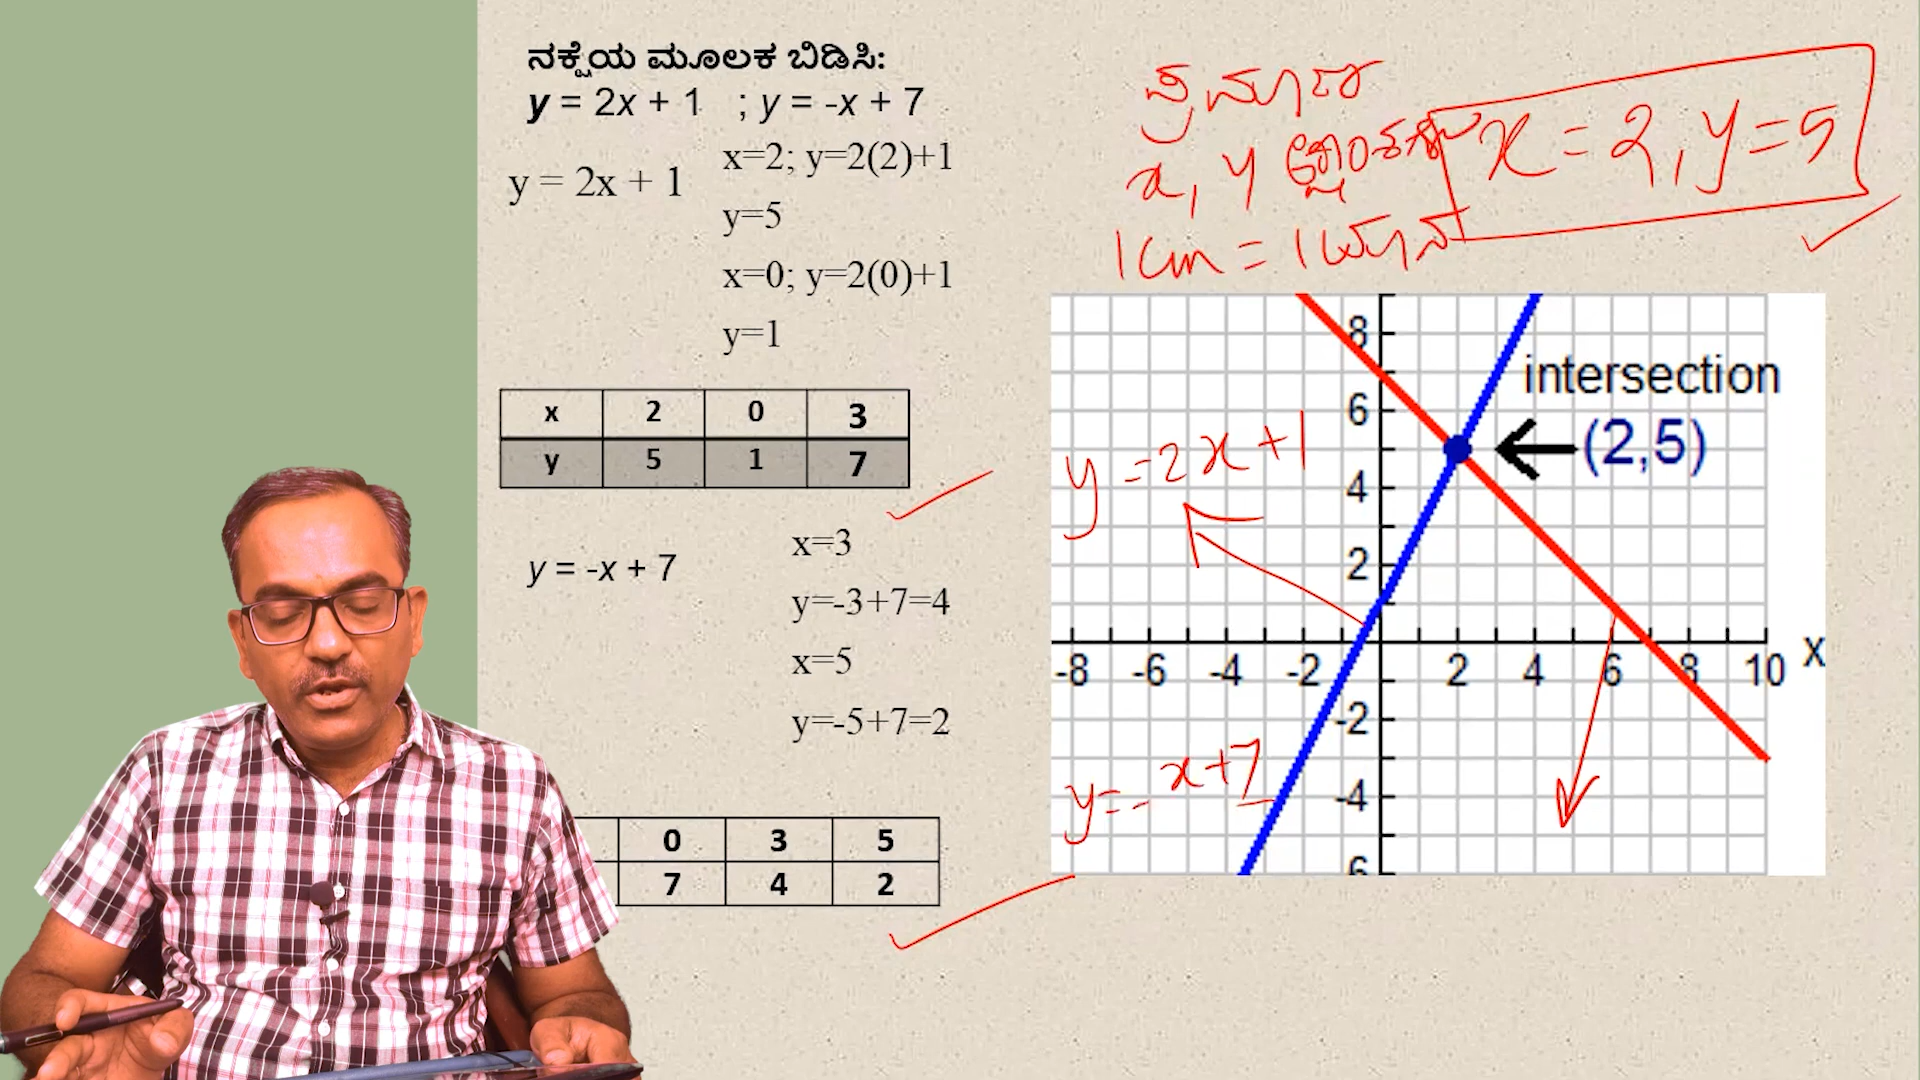 ನಕ್ಷೆಯ ಮೂಲಕ ಬಿಡಿಸಿ:
y = 2x + 1 ; y = -x + 7
y = 2x + 1
x=2; y=2(2)+1
y=5
x=0; y=2(0)+1
y=1
x 2 0 3
y 5 1 7
y = -x + 7
x=3
y=-3+7=4
x=5
y=-5+7=2
0 3 5
7 4 2
ಪ್ರಮಾಣ
x, y
1cm = 1ಮಾನ
x = 2, y = 5
8
6
4
2
-2
-4
6
-8 -6 -4 -2 2 4 6 8 10 X
intersection
(2,5)
y = 2x + 1
y = -x + 7